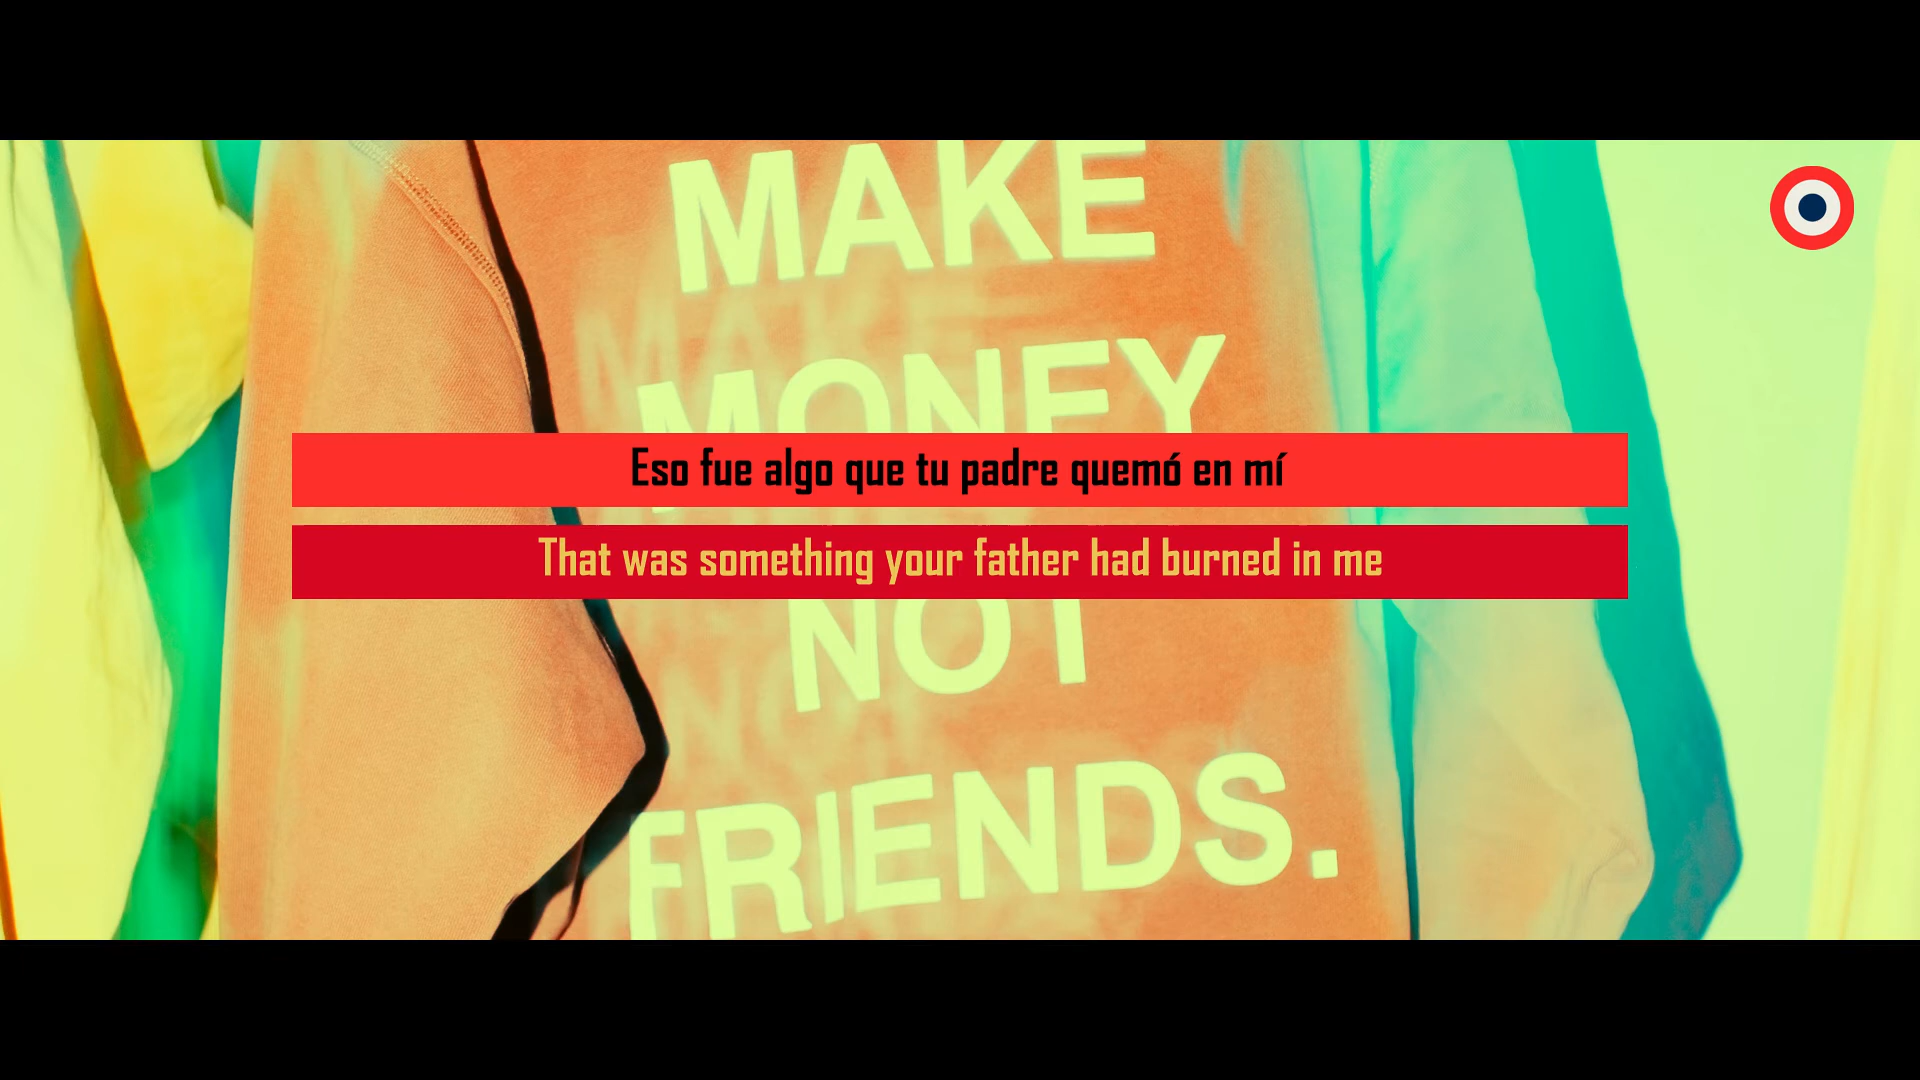 MAKE
MONEY
Eso fue algo que tu padre quemó en mí
That was something your father had burned in me
NOT
FRIENDS.